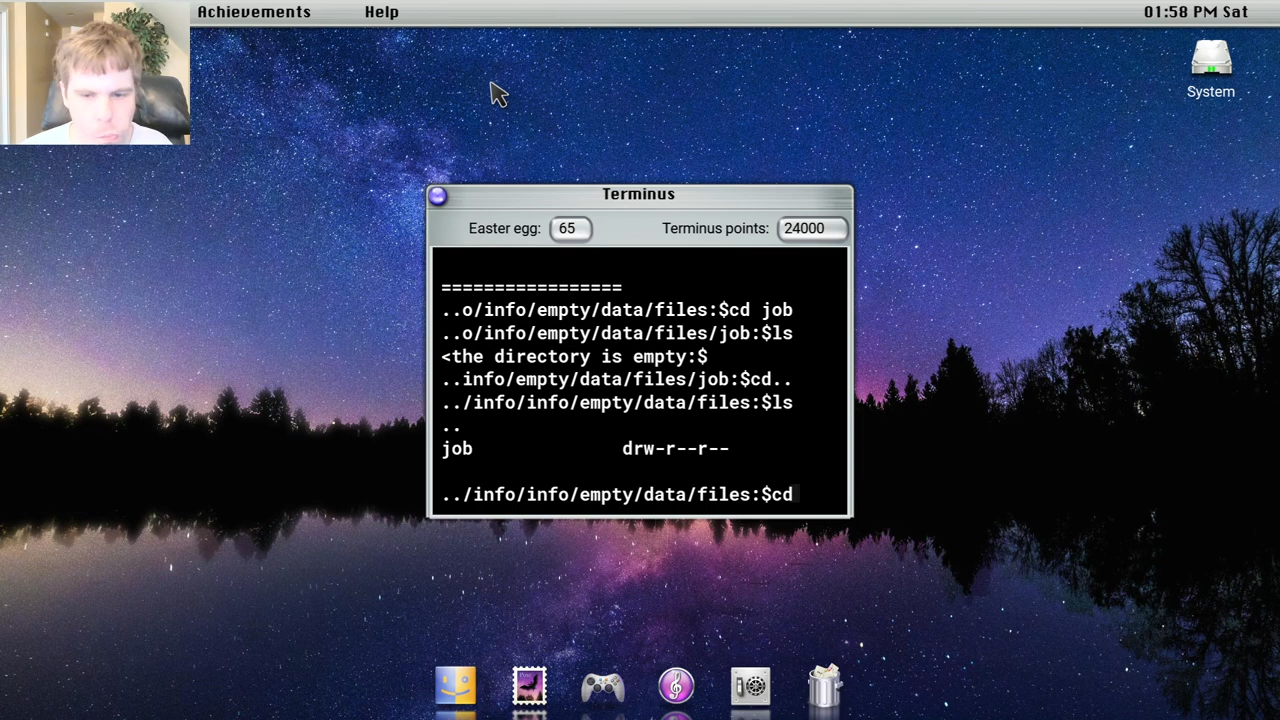 Achievements Help 01:58 PM Sat
System
Terminus
Easter egg: 65 Terminus points: 24000
=================
..o/info/empty/data/files:$cd job
..o/info/empty/data/files/job:$ls
<the directory is empty:$
..info/empty/data/files/job:$cd..
../info/info/empty/data/files:$ls
..
job drw-r--r--
../info/info/empty/data/files:$cd